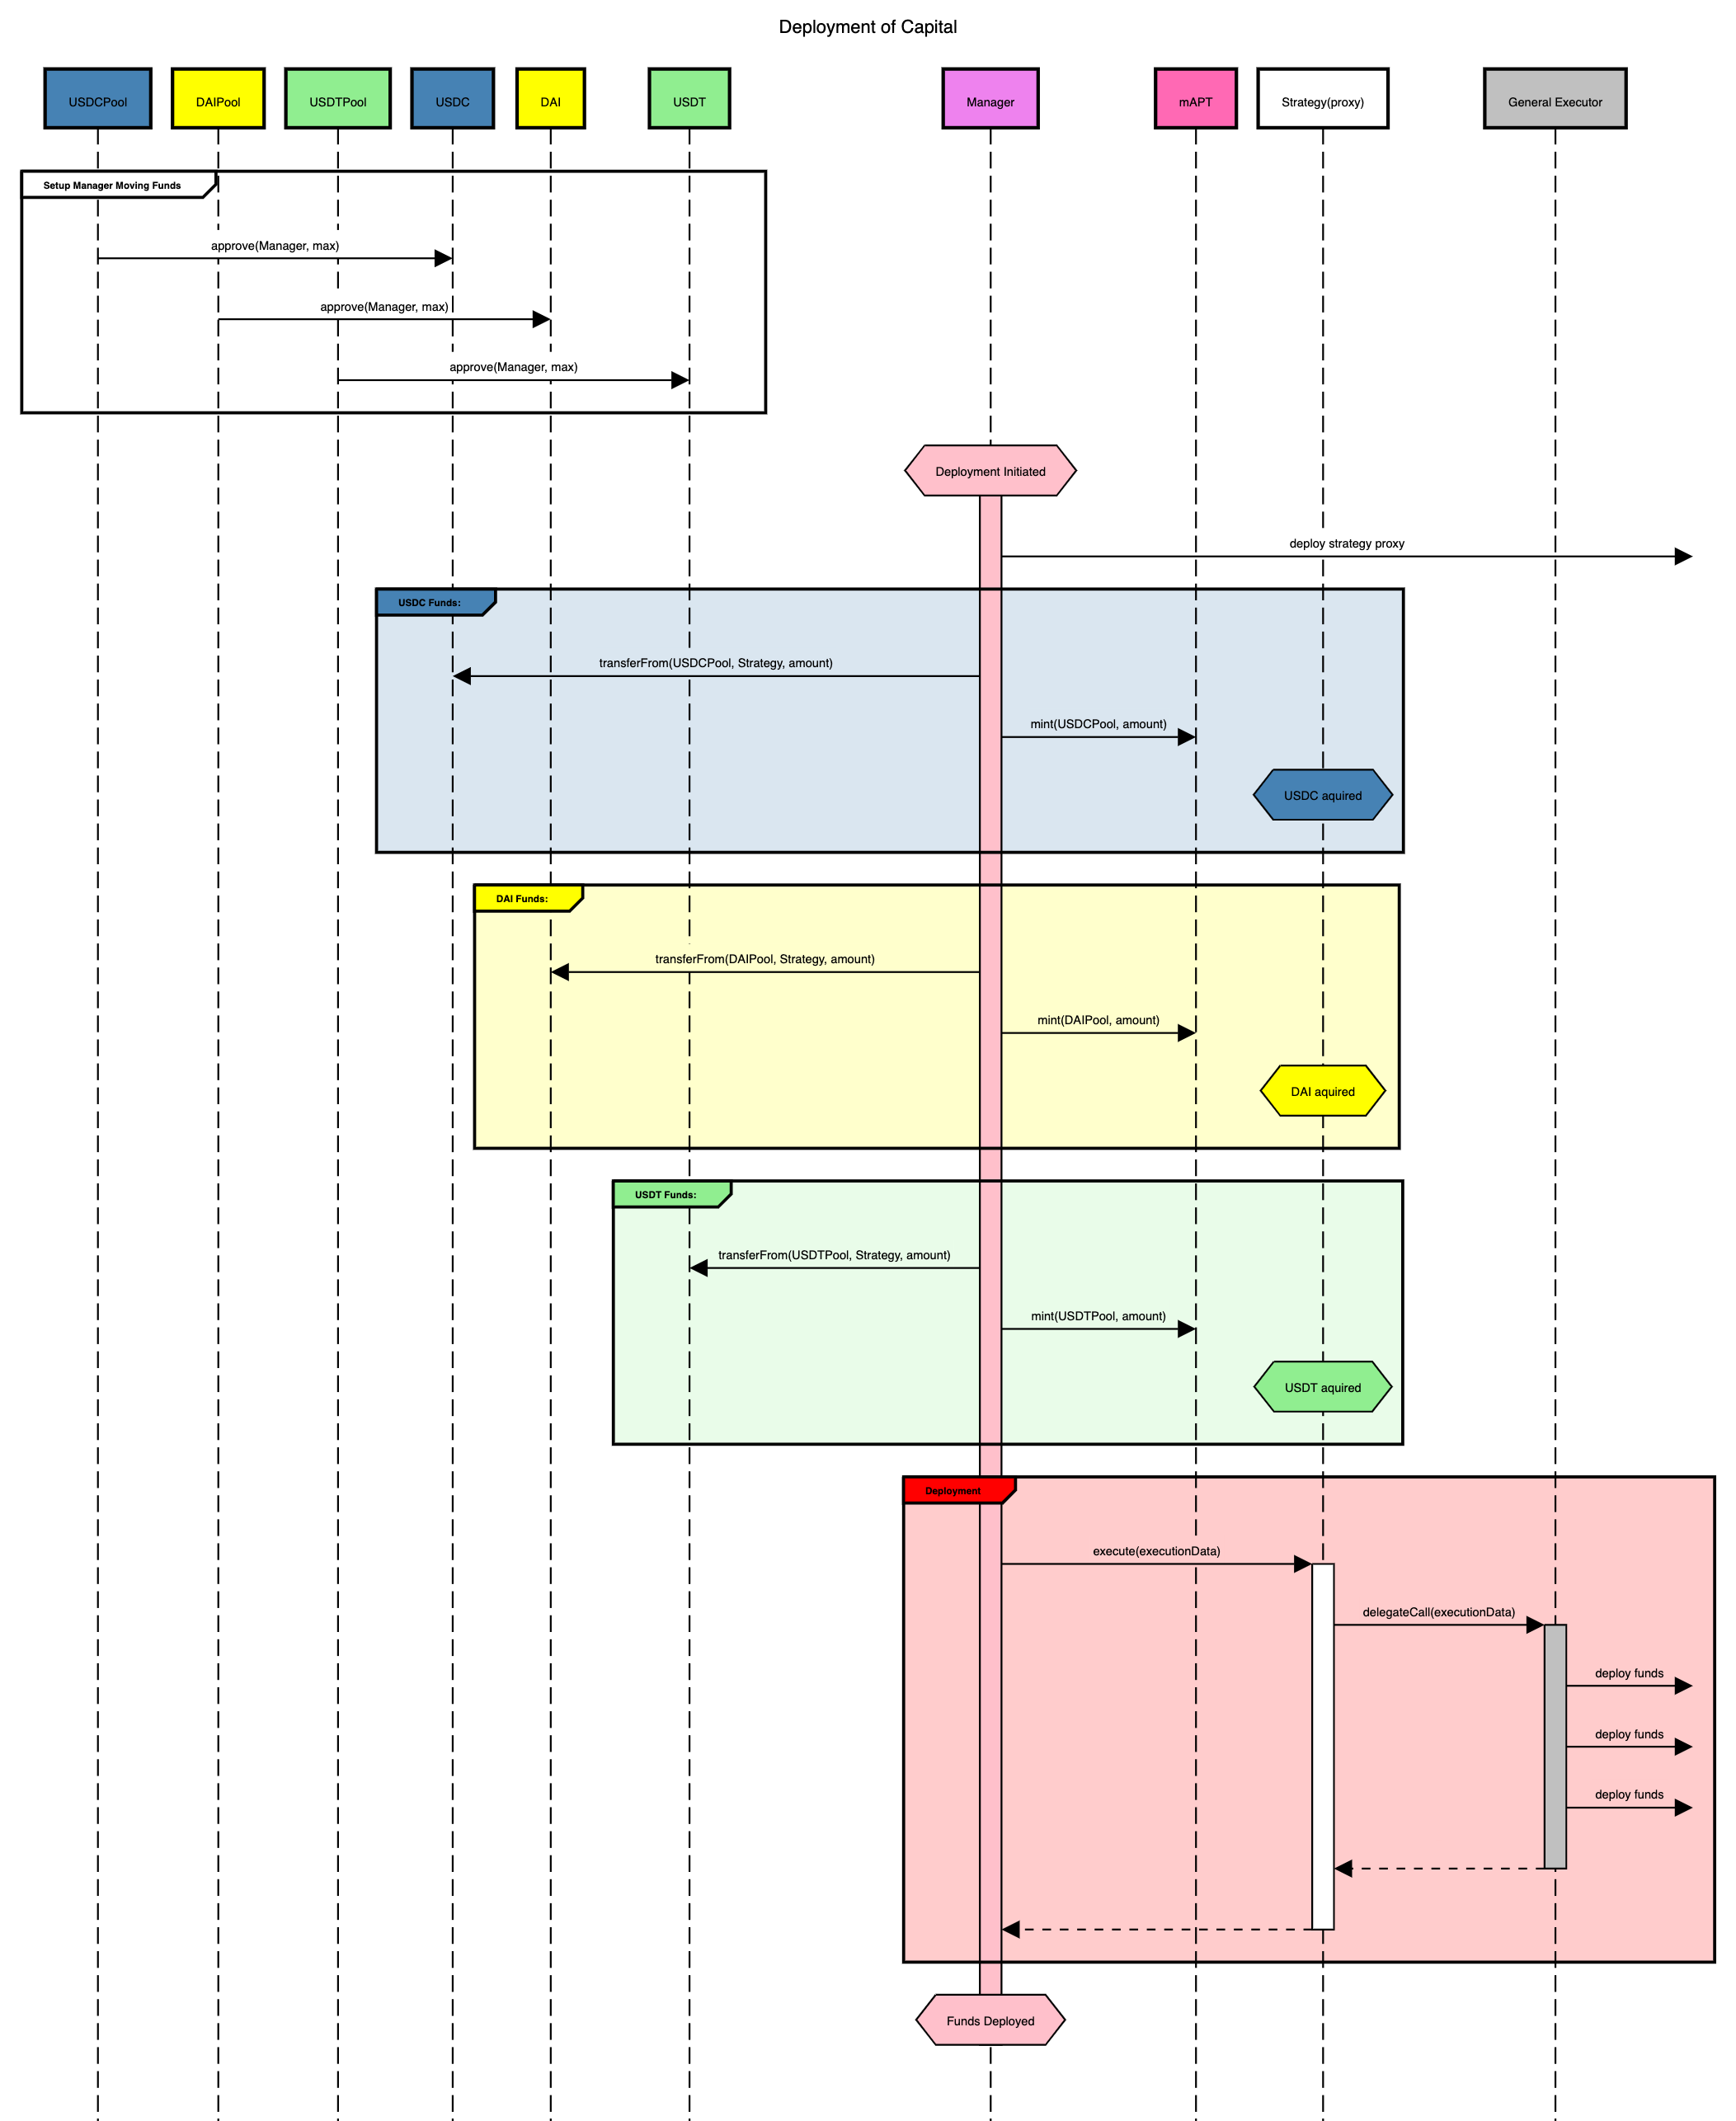 Deployment of Capital
USDCPool
DAIPool
USDTPool
USDC
DAI
USDT
Manager
mAPT
Strategy(proxy)
General Executor
Setup Manager Moving Funds
approve(Manager, max)
approve(Manager, max)
approve(Manager, max)
Deployment Initiated
deploy strategy proxy
USDC Funds:
transferFrom(USDCPool, Strategy, amount)
mint(USDCPool, amount)
USDC aquired
DAI Funds:
transferFrom(DAIPool, Strategy, amount)
mint(DAIPool, amount)
DAI aquired
USDT Funds:
transferFrom(USDTPool, Strategy, amount)
mint(USDTPool, amount)
USDT aquired
Deployment
execute(executionData)
delegateCall(executionData)
deploy funds
deploy funds
deploy funds
Funds Deployed